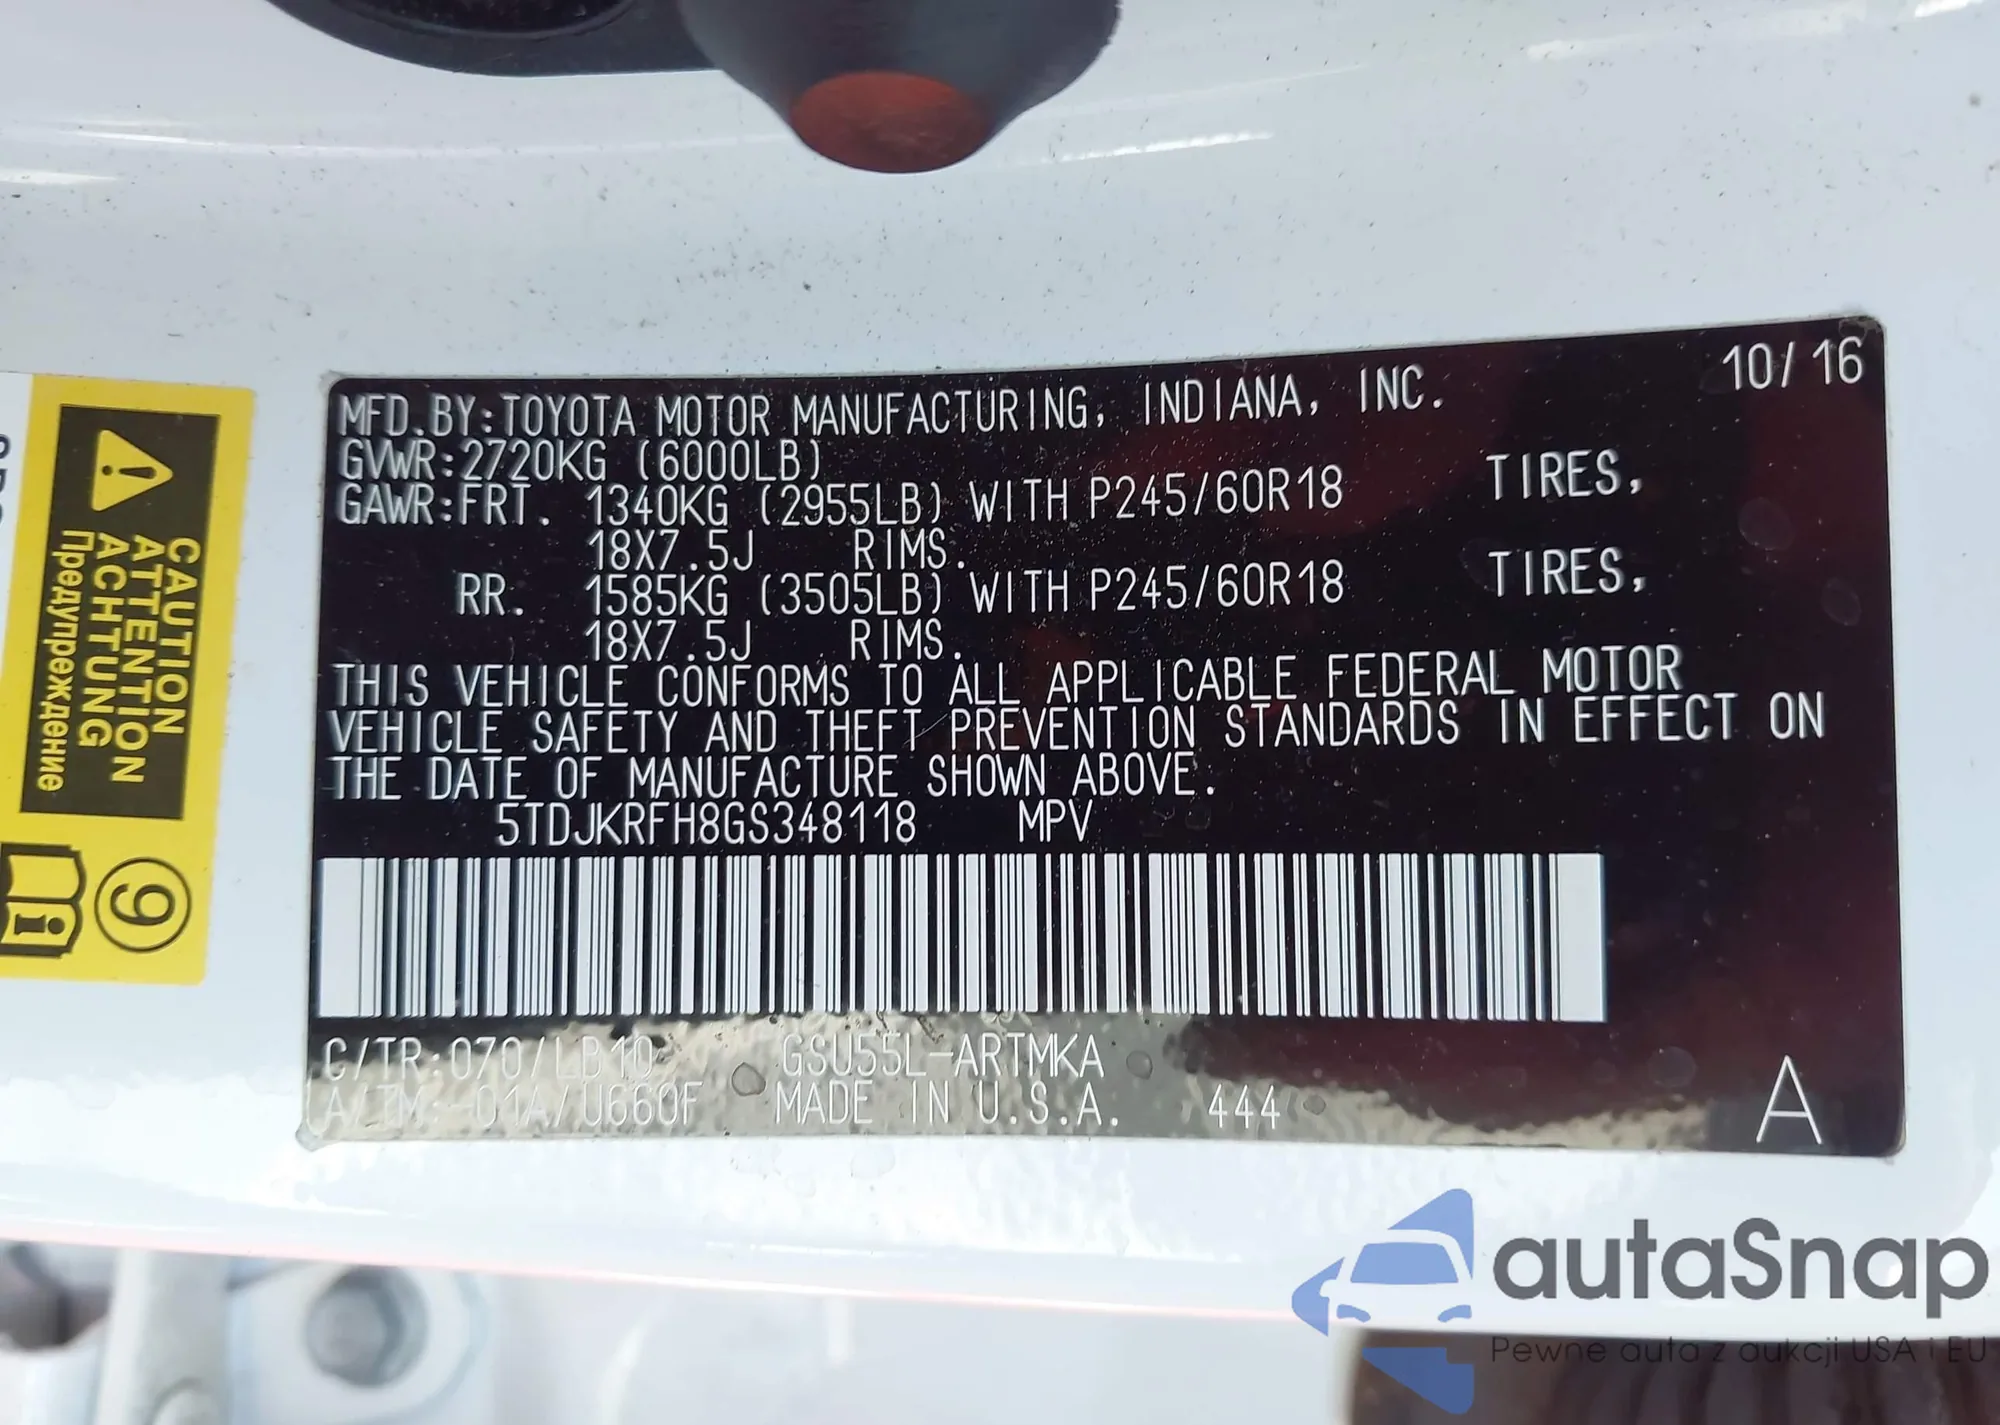 10/16
MFD.BY:TOYOTA MOTOR MANUFACTURING, INDIANA, INC.
GVWR:2720KG (6000LB)
GAWR:FRT. 1340KG (2955LB) WITH P245/60R18 TIRES,
18X7.5J RIMS.
RR. 1585KG (3505LB) WITH P245/60R18 TIRES,
18X7.5J RIMS.
THIS VEHICLE CONFORMS TO ALL APPLICABLE FEDERAL MOTOR
VEHICLE SAFETY AND THEFT PREVENTION STANDARDS IN EFFECT ON
THE DATE OF MANUFACTURE SHOWN ABOVE.
5TDJKRFH8GS348118 MPV
C/TR:070/LB10 GSU55L-ARTMKA
A/TM:-01A/U660F MADE IN U.S.A. 444
A
CAUTION
ATTENTION
ACHTUNG
Предупреждение
9
autaSnap
Pewne auta z aukcji USA i EU